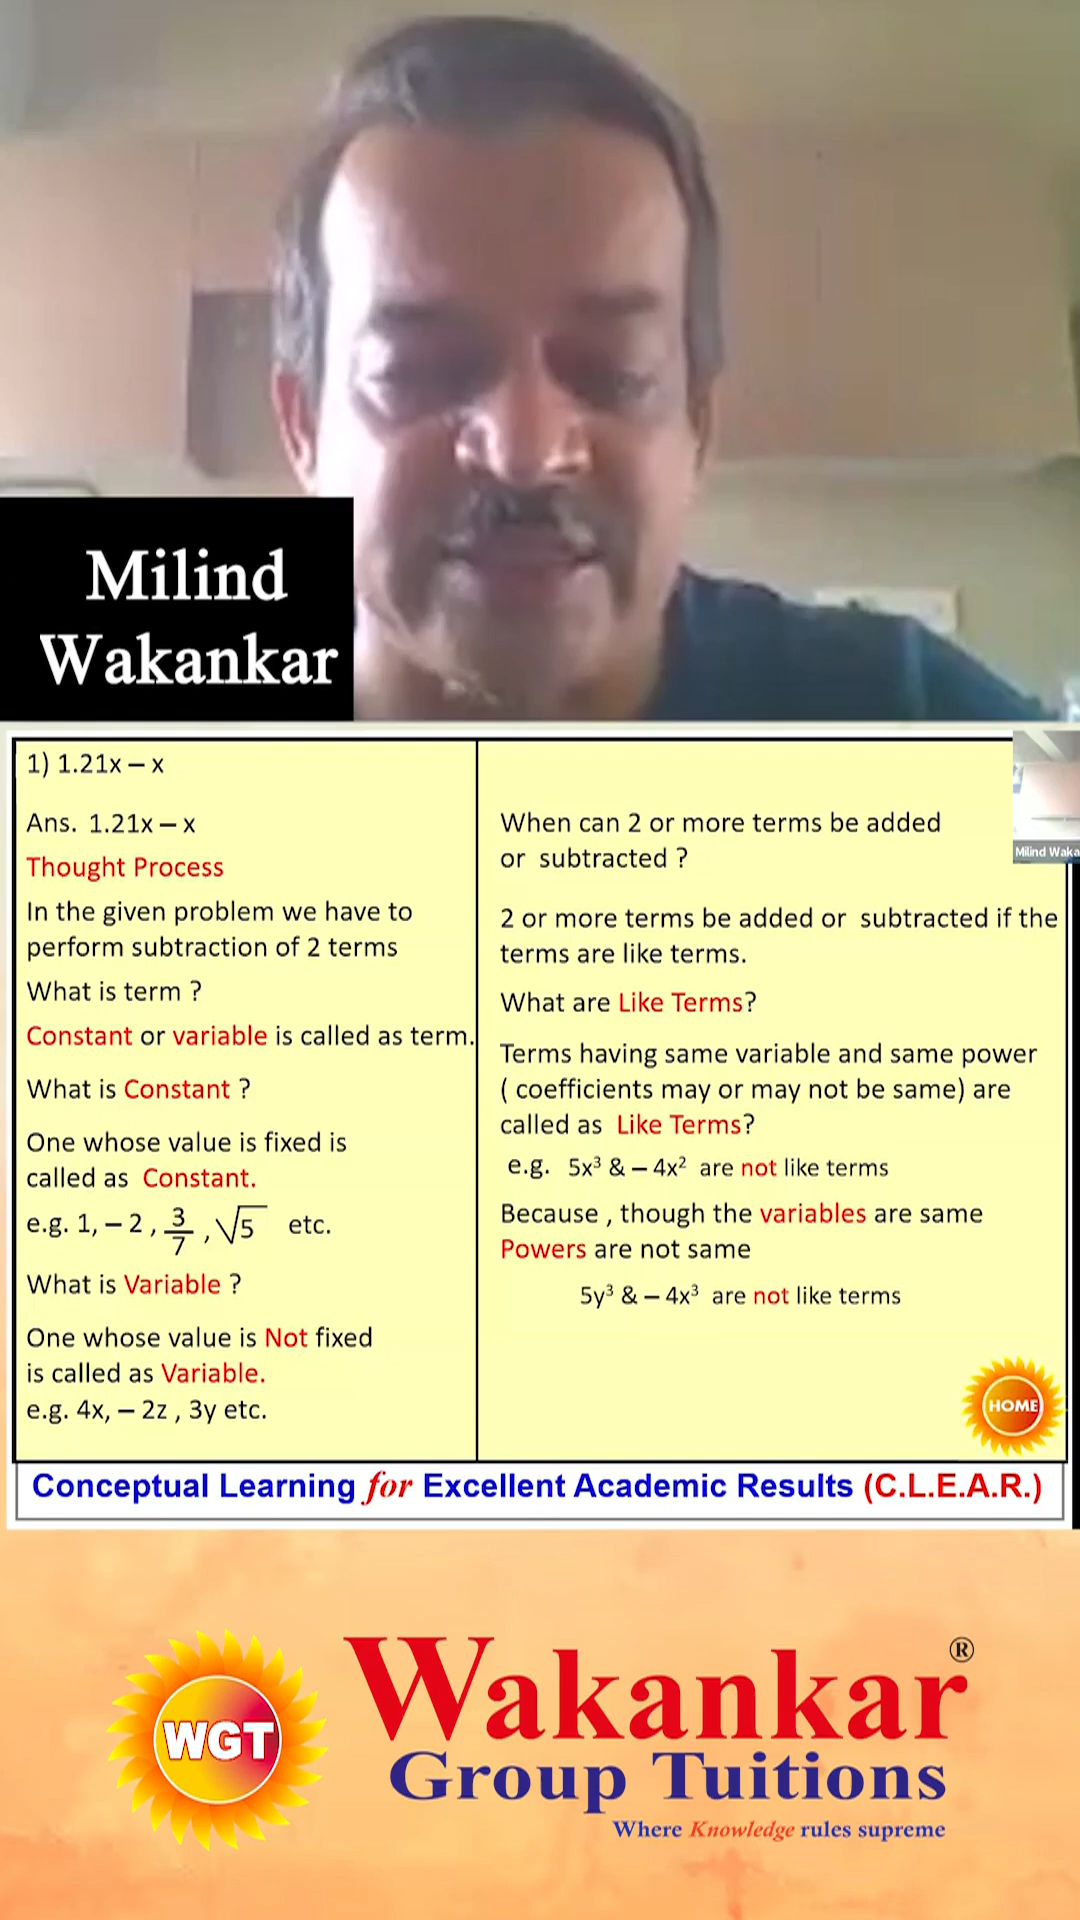 Milind
Wakankar
1) 1.21x – x
Ans. 1.21x – x
Thought Process
In the given problem we have to
perform subtraction of 2 terms
What is term ?
Constant or variable is called as term.
What is Constant ?
One whose value is fixed is
called as Constant.
e.g. 1, – 2 , 3/7 , √5 etc.
What is Variable ?
One whose value is Not fixed
is called as Variable.
e.g. 4x, – 2z , 3y etc.
When can 2 or more terms be added
or subtracted ?
2 or more terms be added or subtracted if the
terms are like terms.
What are Like Terms?
Terms having same variable and same power
( coefficients may or may not be same) are
called as Like Terms?
e.g. 5x³ & – 4x² are not like terms
Because , though the variables are same
Powers are not same
5y³ & – 4x³ are not like terms
Milind Waka
HOME
Conceptual Learning for Excellent Academic Results (C.L.E.A.R.)
WGT
Wakankar®
Group Tuitions
Where Knowledge rules supreme